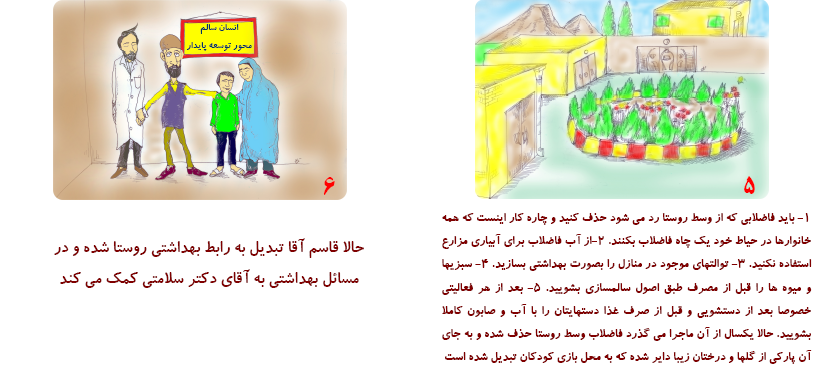 ۵
۱- باید فاضلابی که از وسط روستا رد می شود حذف کنید و چاره کار اینست که همه
خانوارها در حیاط خود یک چاه فاضلاب بکنند. ۲-از آب فاضلاب برای آبیاری مزارع
استفاده نکنید. ۳- توالتهای موجود در منازل را بصورت بهداشتی بسازید. ۴- سبزیها
و میوه ها را قبل از مصرف طبق اصول سالمسازی بشویید. ۵- بعد از هر فعالیتی
خصوصا بعد از دستشویی و قبل از صرف غذا دستهایتان را با آب و صابون کاملا
بشویید. حالا یکسال از آن ماجرا می گذرد فاضلاب وسط روستا حذف شده و به جای
آن پارکی از گلها و درختان زیبا دایر شده که به محل بازی کودکان تبدیل شده است
انسان سالم
محور توسعه پایدار
۶
حالا قاسم آقا تبدیل به رابط بهداشتی روستا شده و در
مسائل بهداشتی به آقای دکتر سلامتی کمک می کند